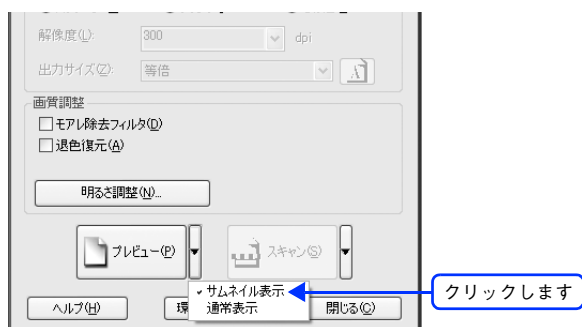 解像度(L): 300 dpi
出力サイズ(Z): 等倍 A
画質調整
モアレ除去フィルタ(D)
退色復元(A)
明るさ調整(N)...
プレビュー(P) スキャン(S)
サムネイル表示 クリックします
通常表示
ヘルプ(H) 環 閉じる(C)